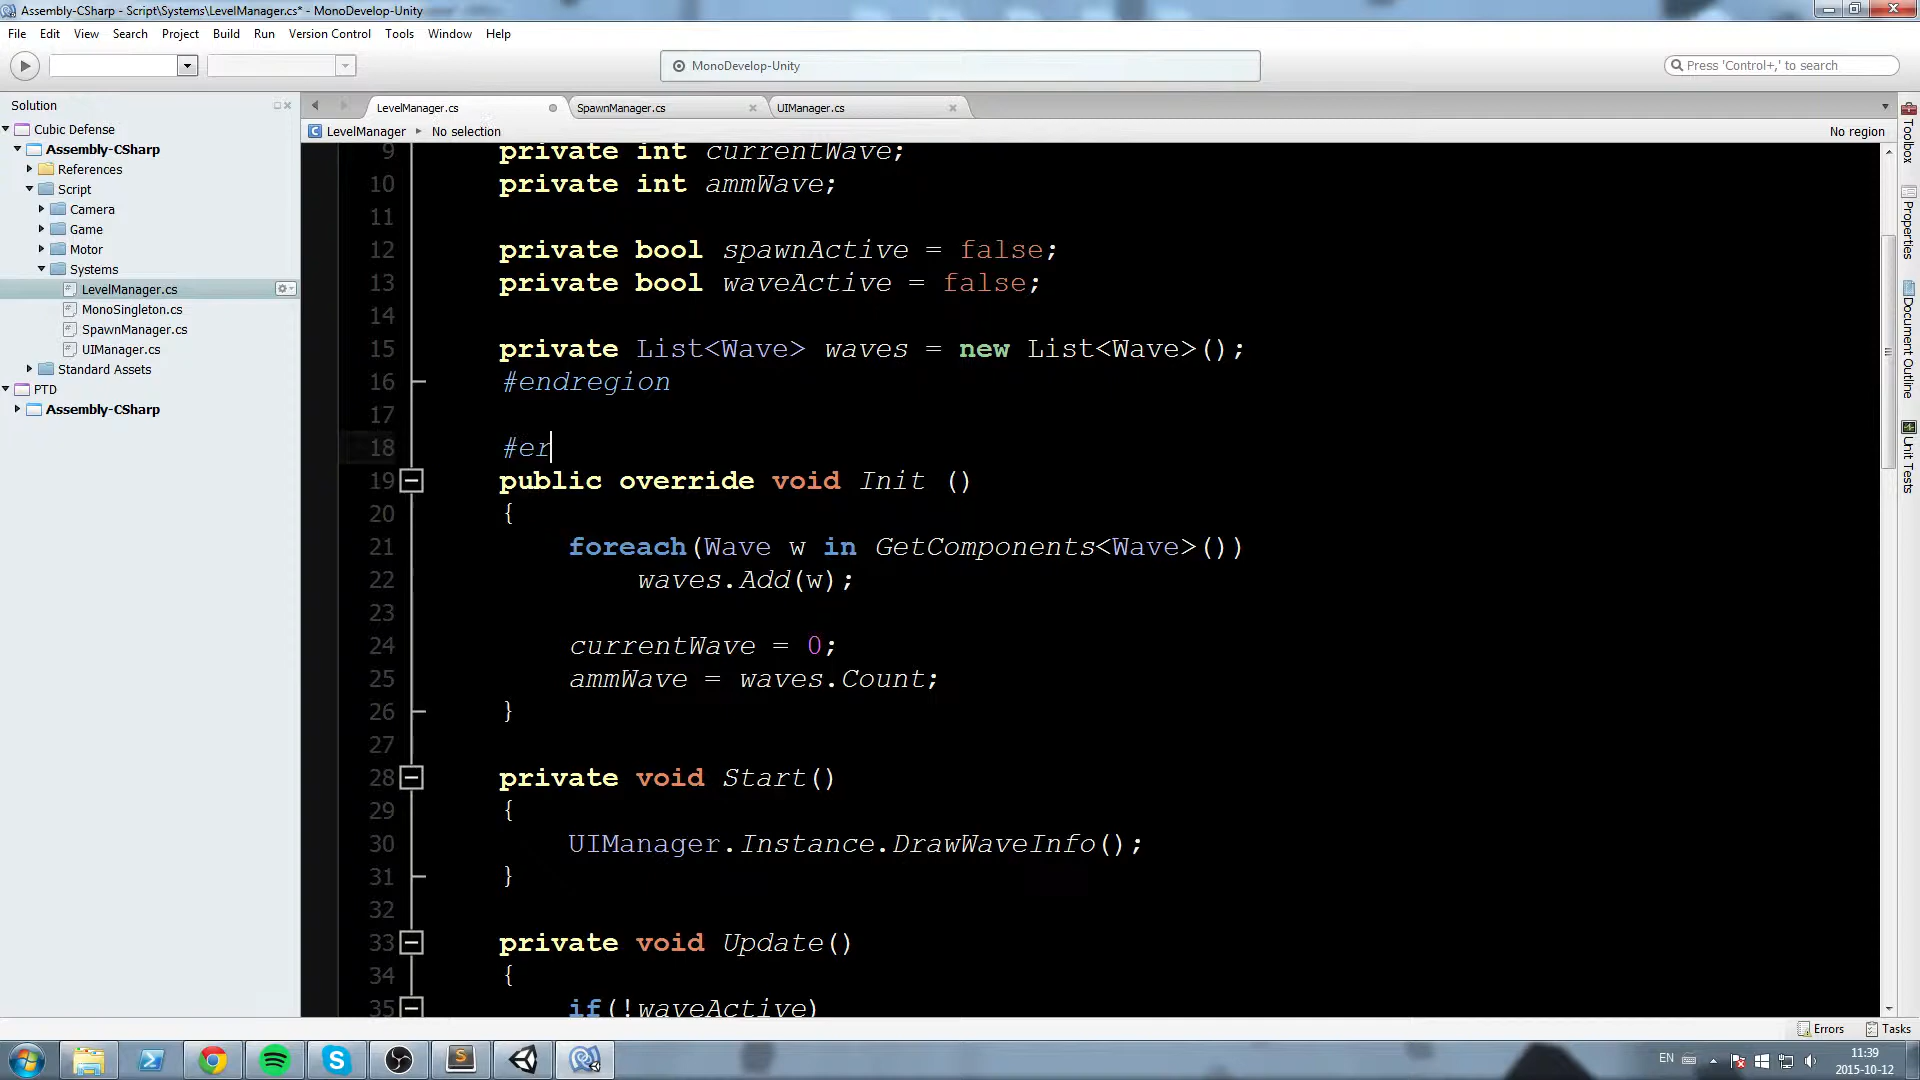 Assembly-CSharp - Script\Systems\LevelManager.cs* - MonoDevelop-Unity
File Edit View Search Project Build Run Version Control Tools Window Help
MonoDevelop-Unity
Press 'Control+,' to search
Solution
LevelManager.cs
SpawnManager.cs
UIManager.cs
LevelManager
No selection
No region
Cubic Defense
Assembly-CSharp
References
Script
Camera
Game
Motor
Systems
LevelManager.cs
MonoSingleton.cs
SpawnManager.cs
UIManager.cs
Standard Assets
PTD
Assembly-CSharp
9 private int currentWave;
10 private int ammWave;
11
12 private bool spawnActive = false;
13 private bool waveActive = false;
14
15 private List<Wave> waves = new List<Wave>();
16 #endregion
17
18 #er
19 public override void Init ()
20 {
21 foreach(Wave w in GetComponents<Wave>())
22 waves.Add(w);
23
24 currentWave = 0;
25 ammWave = waves.Count;
26 }
27
28 private void Start()
29 {
30 UIManager.Instance.DrawWaveInfo();
31 }
32
33 private void Update()
34 {
35 if(!waveActive)
Toolbox
Properties
Document Outline
Unit Tests
Errors
Tasks
EN
11:39
2015-10-12